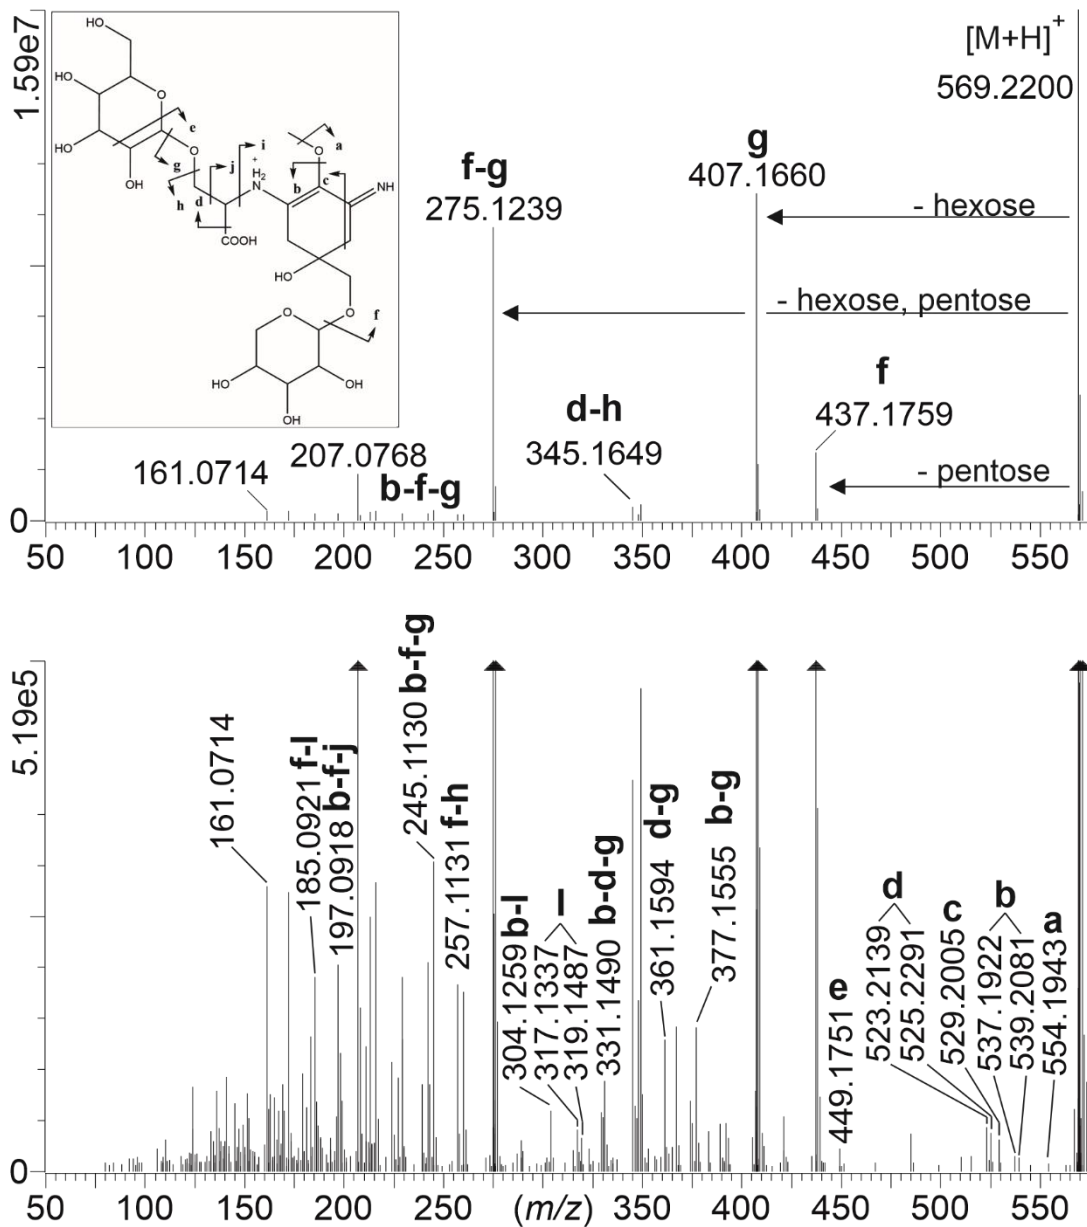 1.59e7
[M+H]+
569.2200
HO
O
HO
HO
OH
e
g
O
h
d
j
i
+
NH2
COOH
a
O
b
c
NH
HO
O
f
O
HO
OH
OH
g
407.1660
f-g
275.1239
- hexose
- hexose, pentose
f
437.1759
d-h
345.1649
- pentose
207.0768
161.0714
b-f-g
0
50 100 150 200 250 300 350 400 450 500 550
5.19e5
161.0714
185.0921 f-l
197.0918 b-f-j
245.1130 b-f-g
257.1131 f-h
304.1259 b-l
l
317.1337
319.1487
331.1490 b-d-g
361.1594 d-g
377.1555 b-g
e
449.1751
d
523.2139
525.2291
c
529.2005
b
537.1922
539.2081
a
554.1943
0
50 100 150 200 250 (m/z) 350 400 450 500 550